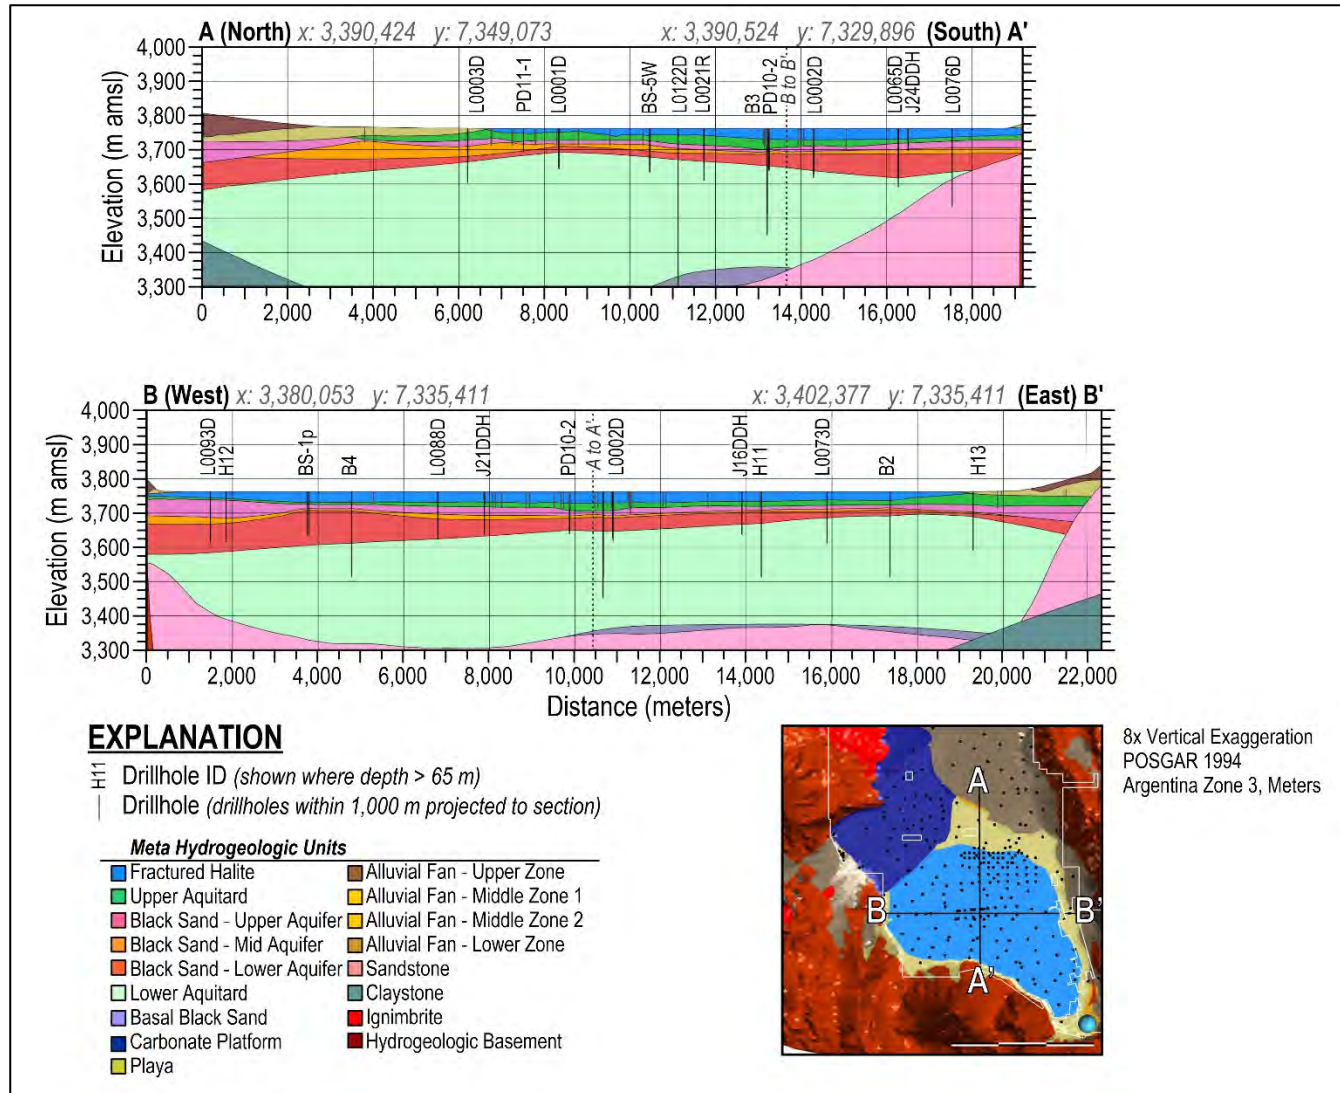 A (North) x: 3,390,424 y: 7,349,073 x: 3,390,524 y: 7,329,896 (South) A'
Elevation (m amsl)
4,000
3,900
3,800
3,700
3,600
3,500
3,400
3,300
L0003D
PD11-1
L0001D
BS-5W
L0122D
L0021R
B3
PD10-2
B to B'
L0002D
L0065D
J24DDH
L0076D
0 2,000 4,000 6,000 8,000 10,000 12,000 14,000 16,000 18,000
B (West) x: 3,380,053 y: 7,335,411 x: 3,402,377 y: 7,335,411 (East) B'
Elevation (m amsl)
4,000
3,900
3,800
3,700
3,600
3,500
3,400
3,300
L0093D
H12
BS-1p
B4
L0088D
J21DDH
PD10-2
A to A'
L0002D
J16DDH
H11
L0073D
B2
H13
0 2,000 4,000 6,000 8,000 10,000 12,000 14,000 16,000 18,000 20,000 22,000
Distance (meters)
EXPLANATION
H11 Drillhole ID (shown where depth > 65 m)
Drillhole (drillholes within 1,000 m projected to section)
Meta Hydrogeologic Units
Fractured Halite
Upper Aquitard
Black Sand - Upper Aquifer
Black Sand - Mid Aquifer
Black Sand - Lower Aquifer
Lower Aquitard
Basal Black Sand
Carbonate Platform
Playa
Alluvial Fan - Upper Zone
Alluvial Fan - Middle Zone 1
Alluvial Fan - Middle Zone 2
Alluvial Fan - Lower Zone
Sandstone
Claystone
Ignimbrite
Hydrogeologic Basement
A
B
B'
A'
8x Vertical Exaggeration
POSGAR 1994
Argentina Zone 3, Meters